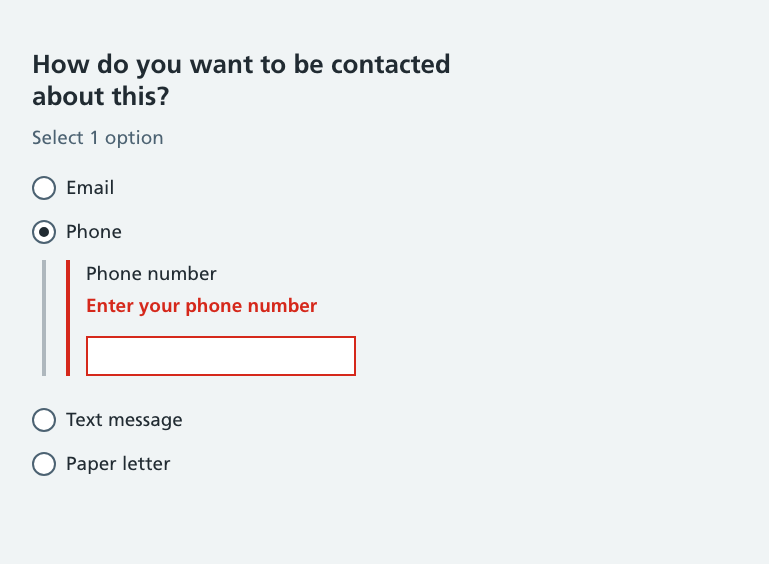 How do you want to be contacted
about this?
Select 1 option
Email
Phone
Phone number
Enter your phone number
Text message
Paper letter